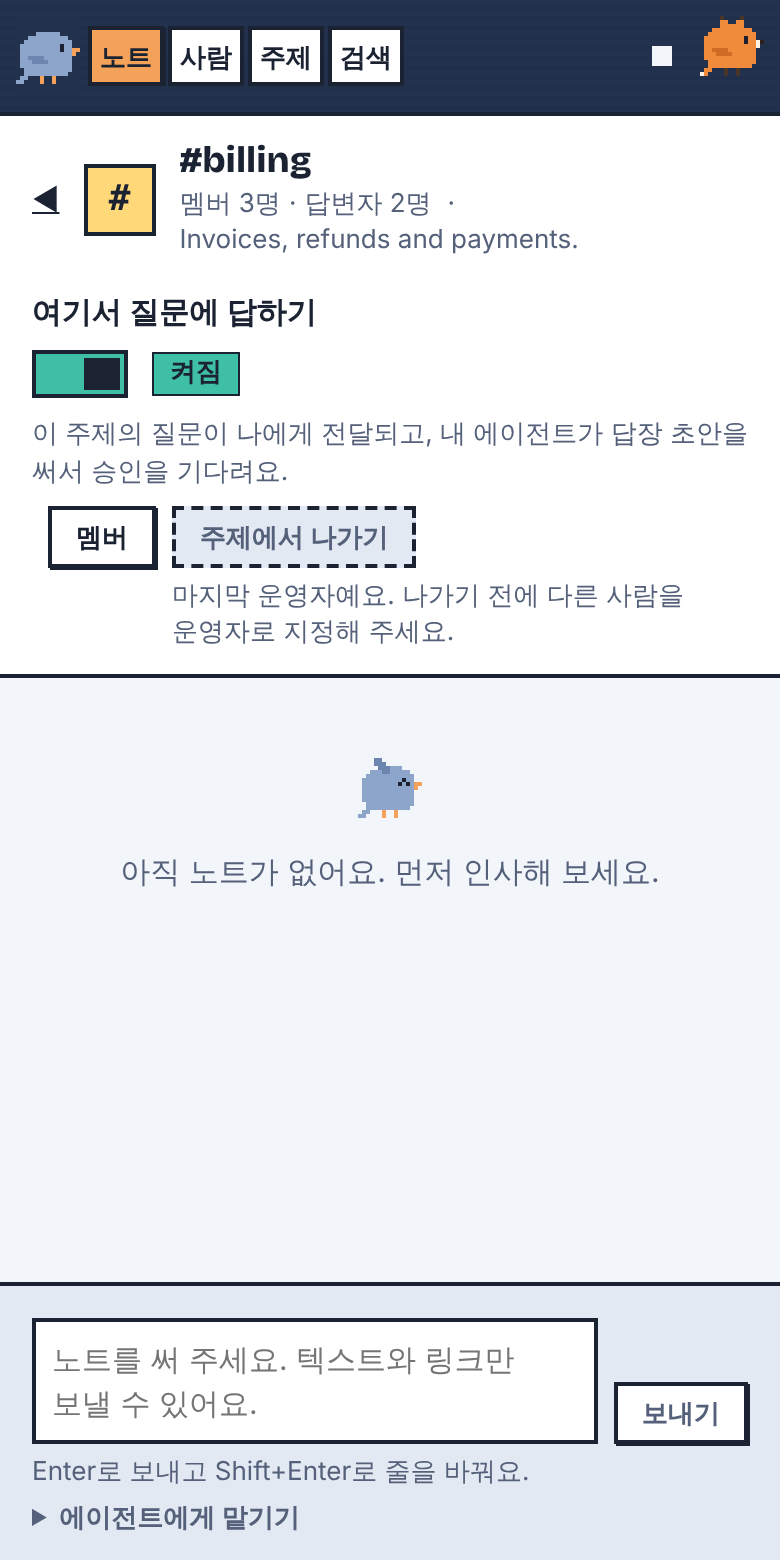 노트 사람 주제 검색
#
#billing
멤버 3명 · 답변자 2명 ·
Invoices, refunds and payments.
여기서 질문에 답하기
켜짐
이 주제의 질문이 나에게 전달되고, 내 에이전트가 답장 초안을
써서 승인을 기다려요.
멤버 주제에서 나가기
마지막 운영자예요. 나가기 전에 다른 사람을
운영자로 지정해 주세요.
아직 노트가 없어요. 먼저 인사해 보세요.
노트를 써 주세요. 텍스트와 링크만
보낼 수 있어요.
보내기
Enter로 보내고 Shift+Enter로 줄을 바꿔요.
에이전트에게 맡기기